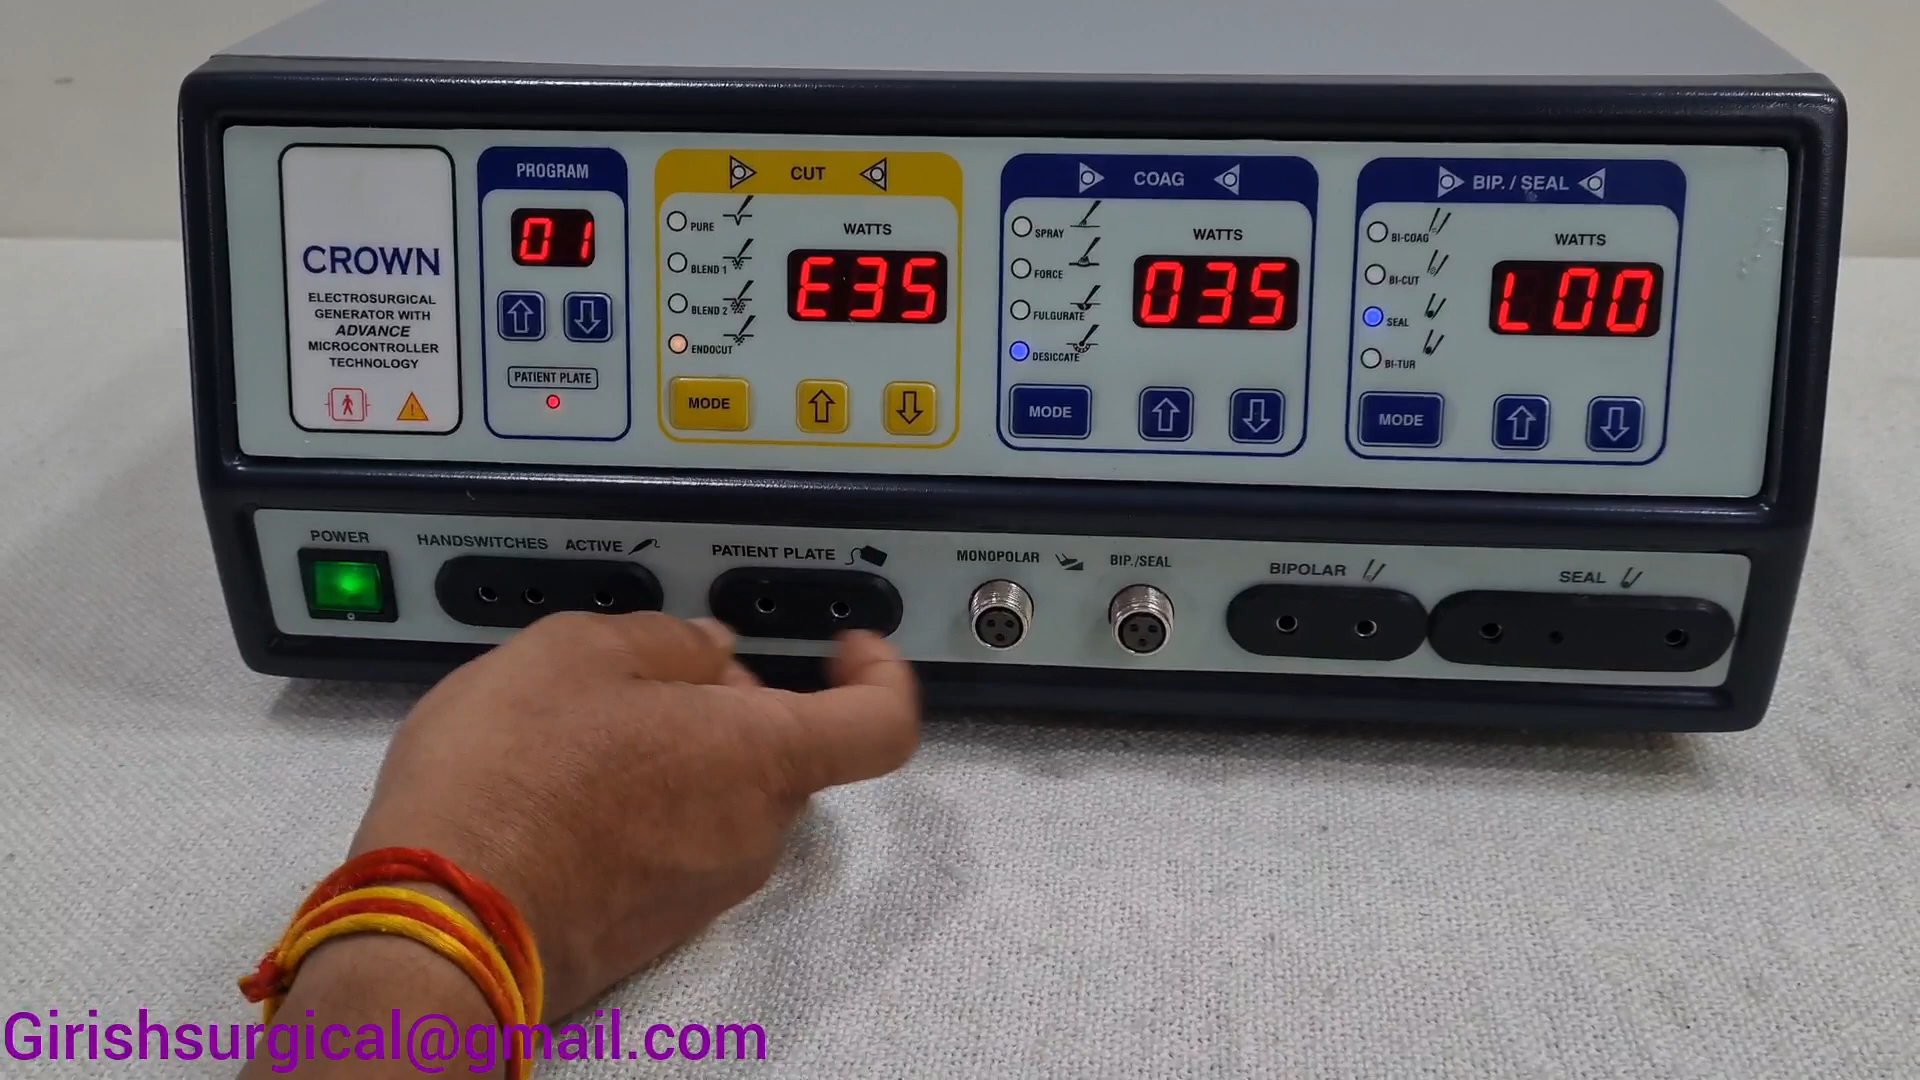 CROWN
ELECTROSURGICAL
GENERATOR WITH
ADVANCE
MICROCONTROLLER
TECHNOLOGY
PROGRAM
01
PATIENT PLATE
CUT
PURE
BLEND 1
BLEND 2
ENDOCUT
WATTS
E35
MODE
COAG
SPRAY
FORCE
FULGURATE
DESICCATE
WATTS
035
MODE
BIP. / SEAL
BI-COAG
BI-CUT
SEAL
BI-TUR
WATTS
L00
MODE
POWER
HANDSWITCHES ACTIVE
PATIENT PLATE
MONOPOLAR
BIP./SEAL
BIPOLAR
SEAL
Girishsurgical@gmail.com